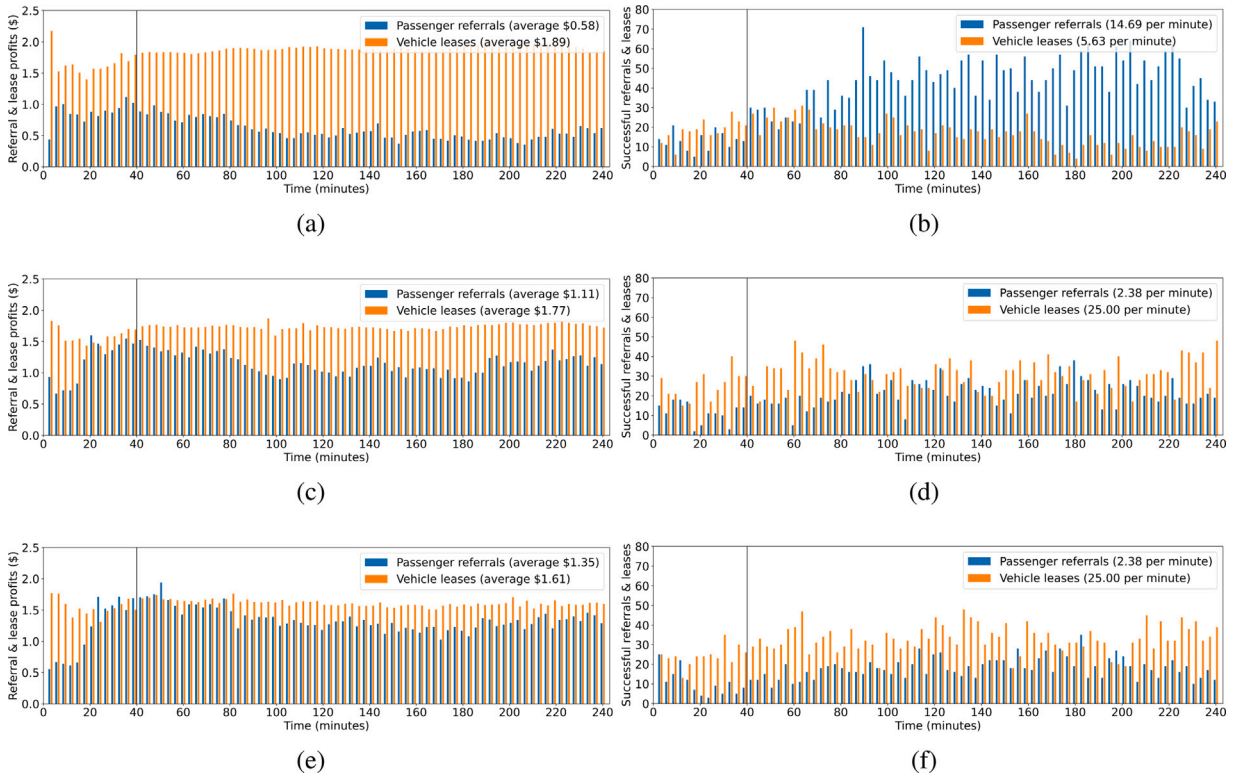 2.5
2.0
1.5
1.0
0.5
0.0
Referral & lease profits ($)
Passenger referrals (average $0.58)
Vehicle leases (average $1.89)
0 20 40 60 80 100 120 140 160 180 200 220 240
Time (minutes)
(a)
80
70
60
50
40
30
20
10
0
Successful referrals & leases
Passenger referrals (14.69 per minute)
Vehicle leases (5.63 per minute)
0 20 40 60 80 100 120 140 160 180 200 220 240
Time (minutes)
(b)
2.5
2.0
1.5
1.0
0.5
0.0
Referral & lease profits ($)
Passenger referrals (average $1.11)
Vehicle leases (average $1.77)
0 20 40 60 80 100 120 140 160 180 200 220 240
Time (minutes)
(c)
80
70
60
50
40
30
20
10
0
Successful referrals & leases
Passenger referrals (2.38 per minute)
Vehicle leases (25.00 per minute)
0 20 40 60 80 100 120 140 160 180 200 220 240
Time (minutes)
(d)
2.5
2.0
1.5
1.0
0.5
0.0
Referral & lease profits ($)
Passenger referrals (average $1.35)
Vehicle leases (average $1.61)
0 20 40 60 80 100 120 140 160 180 200 220 240
Time (minutes)
(e)
80
70
60
50
40
30
20
10
0
Successful referrals & leases
Passenger referrals (2.38 per minute)
Vehicle leases (25.00 per minute)
0 20 40 60 80 100 120 140 160 180 200 220 240
Time (minutes)
(f)